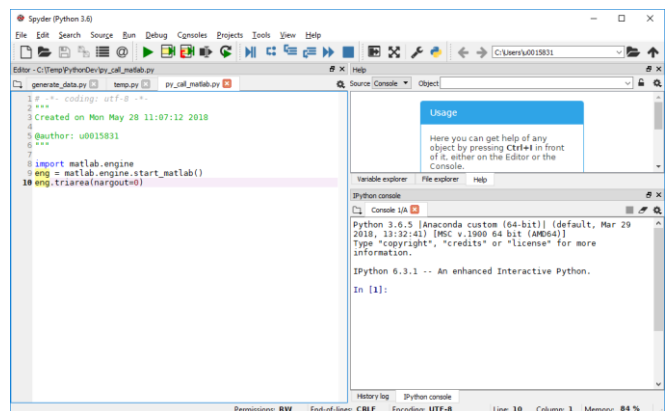 Spyder (Python 3.6)
File Edit Search Source Run Debug Consoles Projects Tools View Help
C:\Users\u0015831
Editor - C:\Temp\PythonDev\py_call_matlab.py
generate_data.py temp.py py_call_matlab.py
1 # -*- coding: utf-8 -*-
2 """
3 Created on Mon May 28 11:07:12 2018
4
5 @author: u0015831
6 """
7
8 import matlab.engine
9 eng = matlab.engine.start_matlab()
10 eng.triarea(nargout=0)
Help
Source Console Object
Usage
Here you can get help of any
object by pressing Ctrl+I in front
of it, either on the Editor or the
Console.
Variable explorer File explorer Help
IPython console
Console 1/A
Python 3.6.5 |Anaconda custom (64-bit)| (default, Mar 29
2018, 13:32:41) [MSC v.1900 64 bit (AMD64)]
Type "copyright", "credits" or "license" for more
information.
IPython 6.3.1 -- An enhanced Interactive Python.
In [1]:
History log IPython console
Permissions: RW End-of-lines: CRLF Encoding: UTF-8 Line: 10 Column: 1 Memory: 84 %